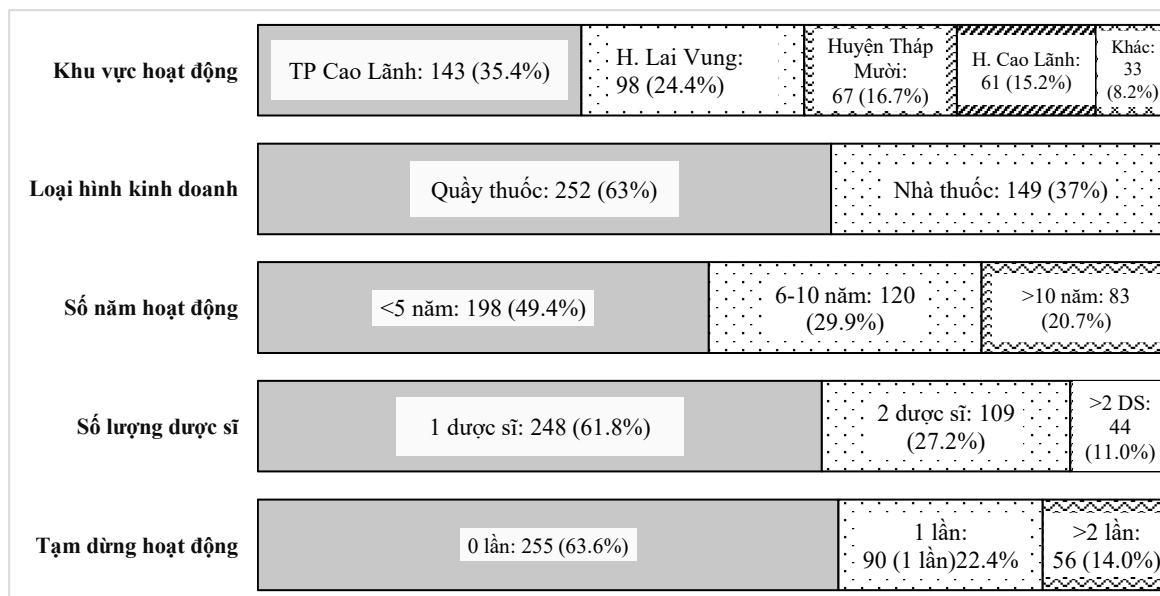 Khu vực hoạt động
TP Cao Lãnh: 143 (35.4%)
H. Lai Vung:
98 (24.4%)
Huyện Tháp
Mười:
67 (16.7%)
H. Cao Lãnh:
61 (15.2%)
Khác:
33
(8.2%)
Loại hình kinh doanh
Quầy thuốc: 252 (63%)
Nhà thuốc: 149 (37%)
Số năm hoạt động
<5 năm: 198 (49.4%)
6-10 năm: 120
(29.9%)
>10 năm: 83
(20.7%)
Số lượng dược sĩ
1 dược sĩ: 248 (61.8%)
2 dược sĩ: 109
(27.2%)
>2 DS:
44
(11.0%)
Tạm dừng hoạt động
0 lần: 255 (63.6%)
1 lần:
90 (1 lần)22.4%
>2 lần:
56 (14.0%)